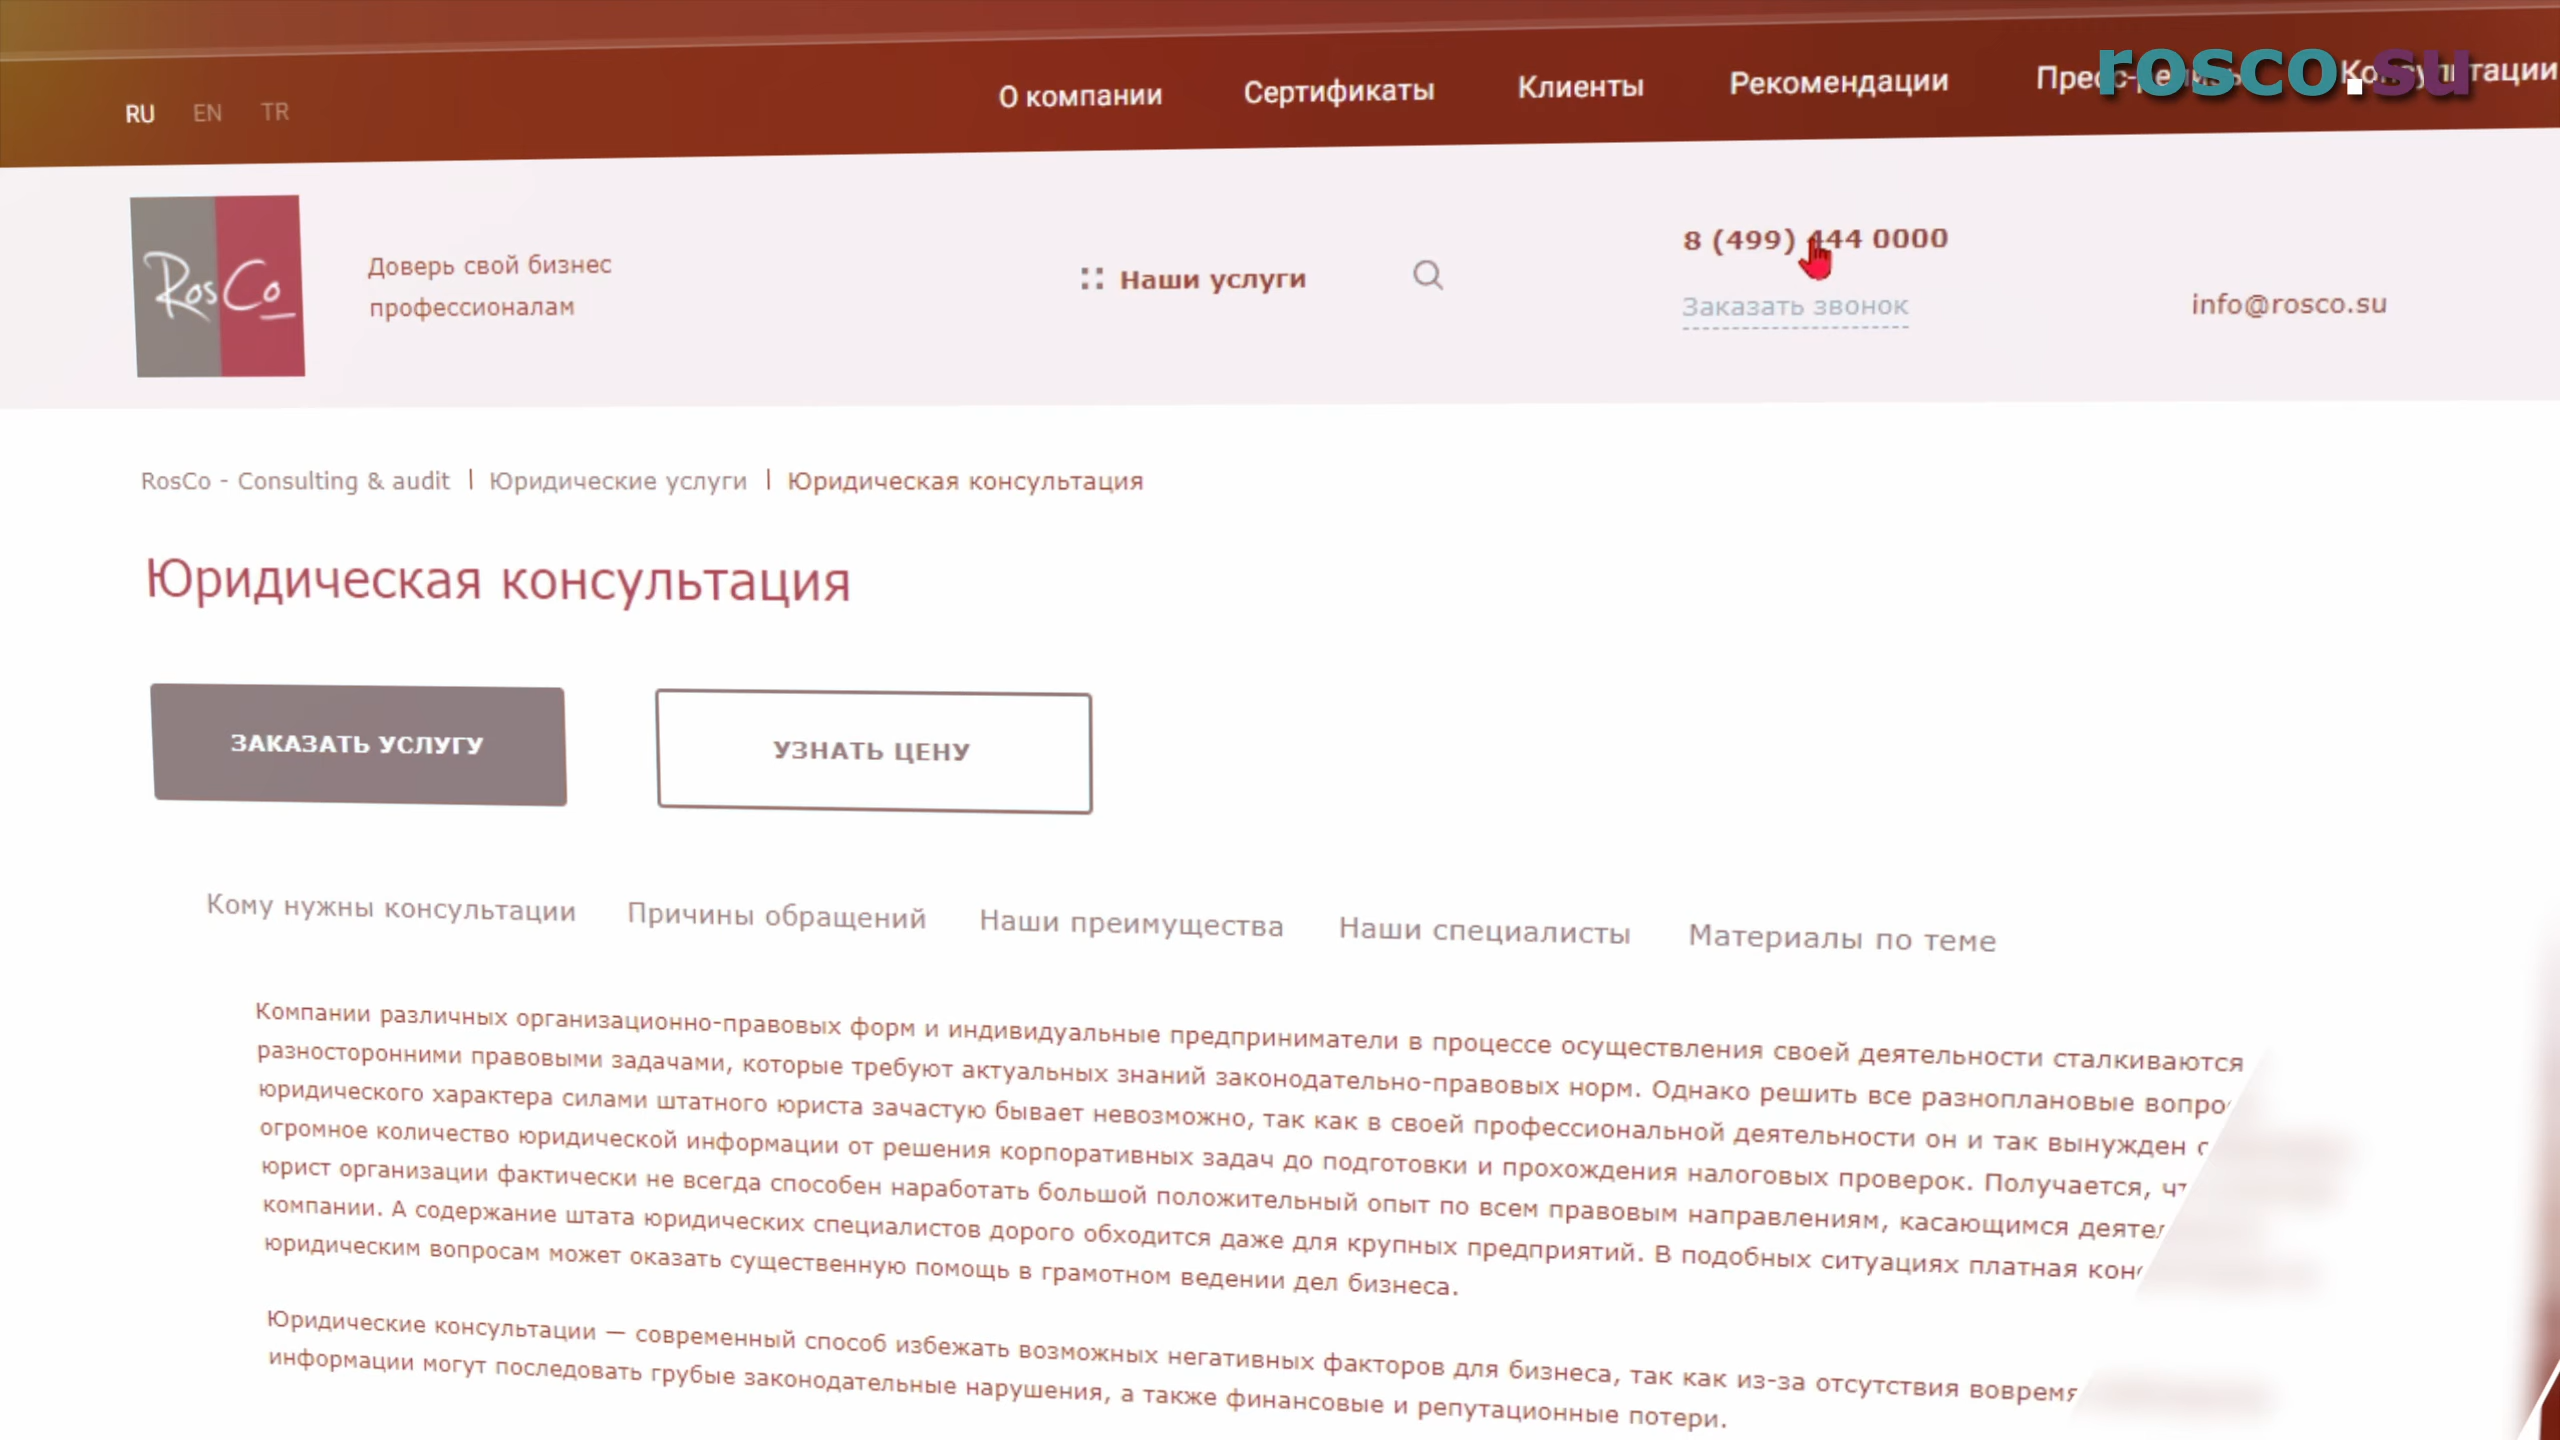 rosco.su
О компании Сертификаты Клиенты Рекомендации
RU EN TR
RosCo
Доверь свой бизнес
профессионалам
Наши услуги
8 (499) 444 0000
Заказать звонок
info@rosco.su
RosCo - Consulting & audit | Юридические услуги | Юридическая консультация
Юридическая консультация
ЗАКАЗАТЬ УСЛУГУ
УЗНАТЬ ЦЕНУ
Кому нужны консультации Причины обращений Наши преимущества Наши специалисты Материалы по теме
Компании различных организационно-правовых форм и индивидуальные предприниматели в процессе осуществления своей деятельности сталкиваются
разносторонними правовыми задачами, которые требуют актуальных знаний законодательно-правовых норм. Однако решить все разноплановые
юридического характера силами штатного юриста зачастую бывает невозможно, так как в своей профессиональной деятельности он и так вынужден
огромное количество юридической информации от решения корпоративных задач до подготовки и прохождения налоговых проверок. Получается,
юрист организации фактически не всегда способен наработать большой положительный опыт по всем правовым направлениям, касающимся
компании. А содержание штата юридических специалистов дорого обходится даже для крупных предприятий. В подобных ситуациях платная
юридическим вопросам может оказать существенную помощь в грамотном ведении дел бизнеса.
Юридические консультации — современный способ избежать возможных негативных факторов для бизнеса, так как из-за отсутствия
информации могут последовать грубые законодательные нарушения, а также финансовые и репутационные потери.